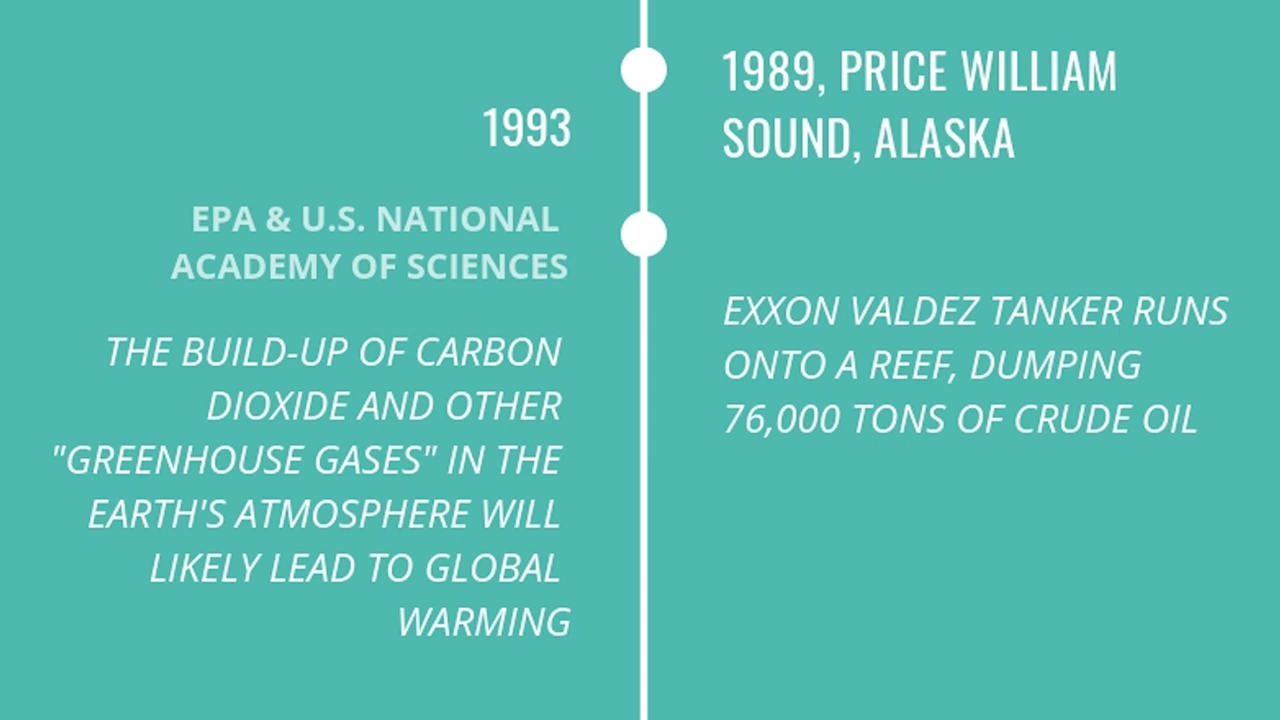 1993
EPA & U.S. NATIONAL
ACADEMY OF SCIENCES
THE BUILD-UP OF CARBON
DIOXIDE AND OTHER
"GREENHOUSE GASES" IN THE
EARTH'S ATMOSPHERE WILL
LIKELY LEAD TO GLOBAL
WARMING
1989, PRICE WILLIAM
SOUND, ALASKA
EXXON VALDEZ TANKER RUNS
ONTO A REEF, DUMPING
76,000 TONS OF CRUDE OIL